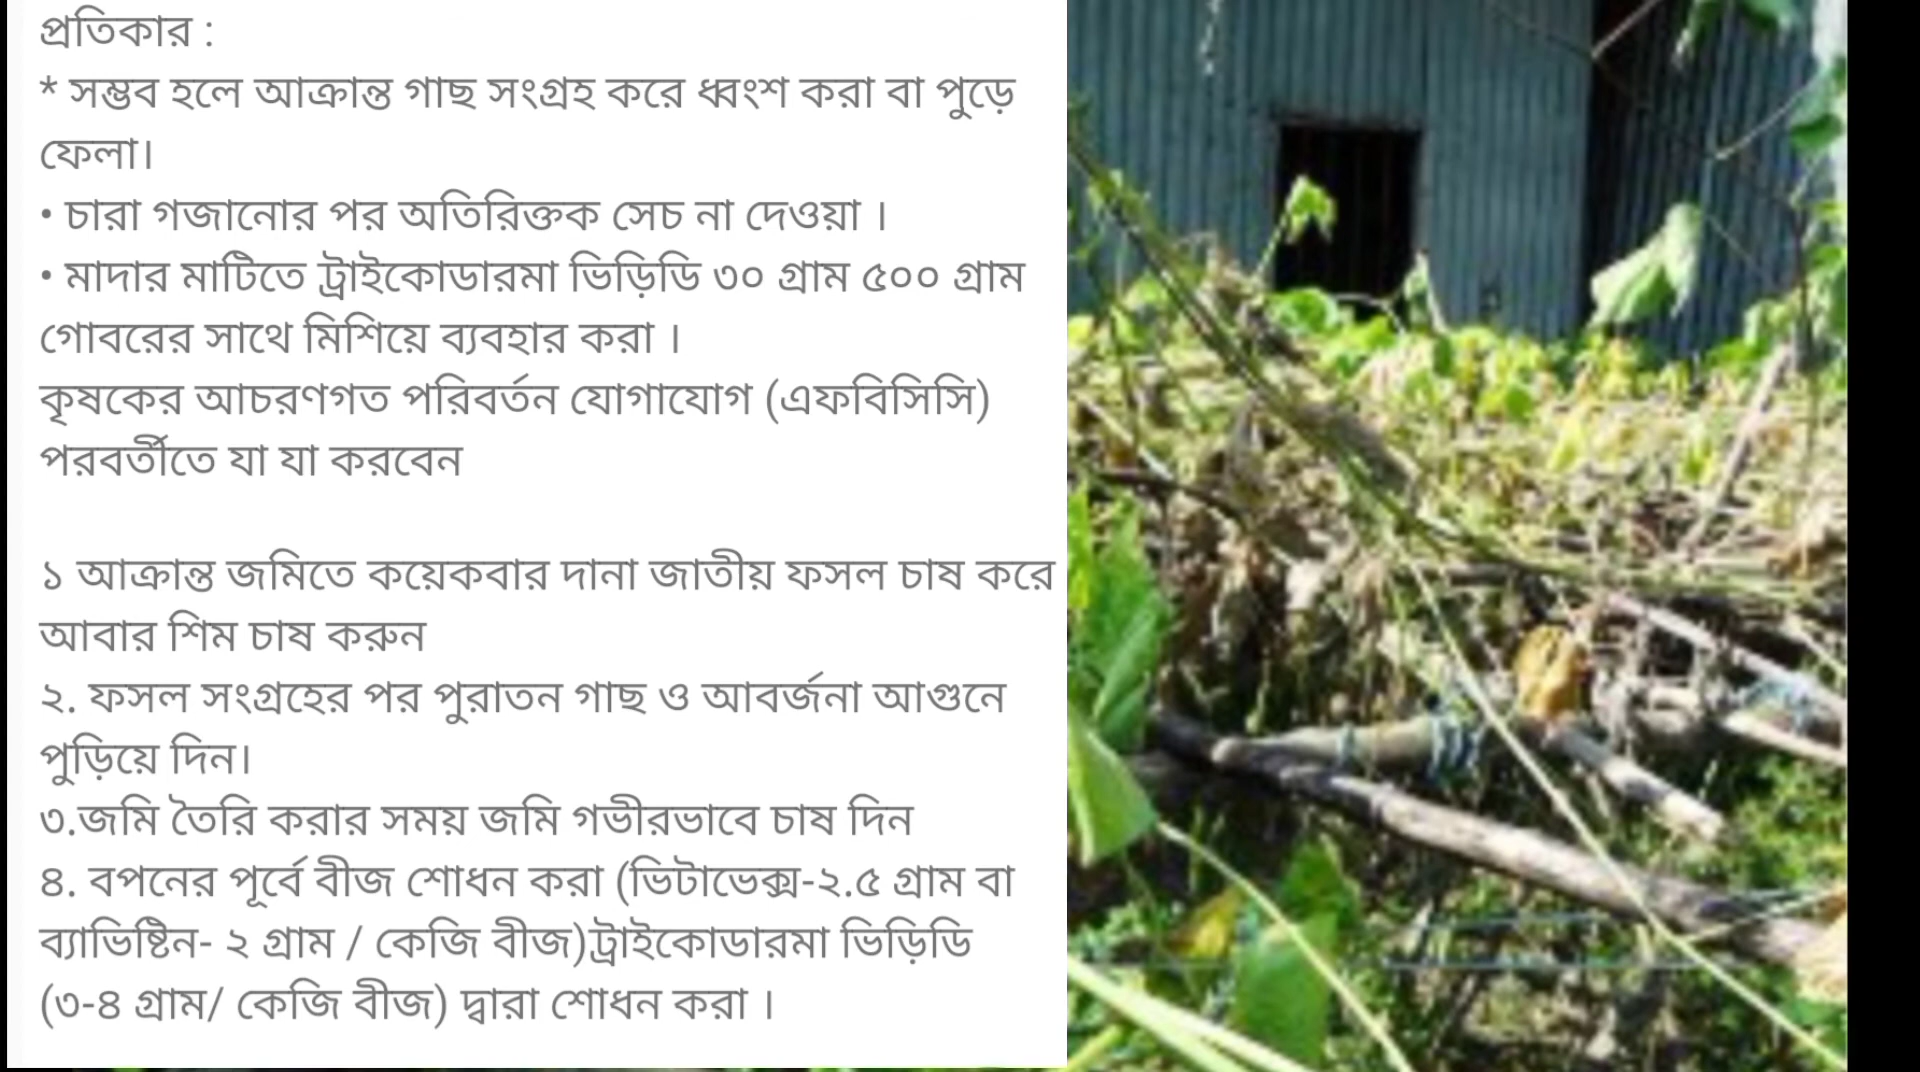 প্রতিকার :
* সম্ভব হলে আক্রান্ত গাছ সংগ্রহ করে ধ্বংশ করা বা পুড়ে
ফেলা।
• চারা গজানোর পর অতিরিক্তক সেচ না দেওয়া ।
• মাদার মাটিতে ট্রাইকোডারমা ভিড়িডি ৩০ গ্রাম ৫০০ গ্রাম
গোবরের সাথে মিশিয়ে ব্যবহার করা ।
কৃষকের আচরণগত পরিবর্তন যোগাযোগ (এফবিসিসি)
পরবর্তীতে যা যা করবেন
১ আক্রান্ত জমিতে কয়েকবার দানা জাতীয় ফসল চাষ করে
আবার শিম চাষ করুন
২. ফসল সংগ্রহের পর পুরাতন গাছ ও আবর্জনা আগুনে
পুড়িয়ে দিন।
৩.জমি তৈরি করার সময় জমি গভীরভাবে চাষ দিন
৪. বপনের পূর্বে বীজ শোধন করা (ভিটাভেক্স-২.৫ গ্রাম বা
ব্যাভিষ্টিন- ২ গ্রাম / কেজি বীজ)ট্রাইকোডারমা ভিড়িডি
(৩-৪ গ্রাম/ কেজি বীজ) দ্বারা শোধন করা ।